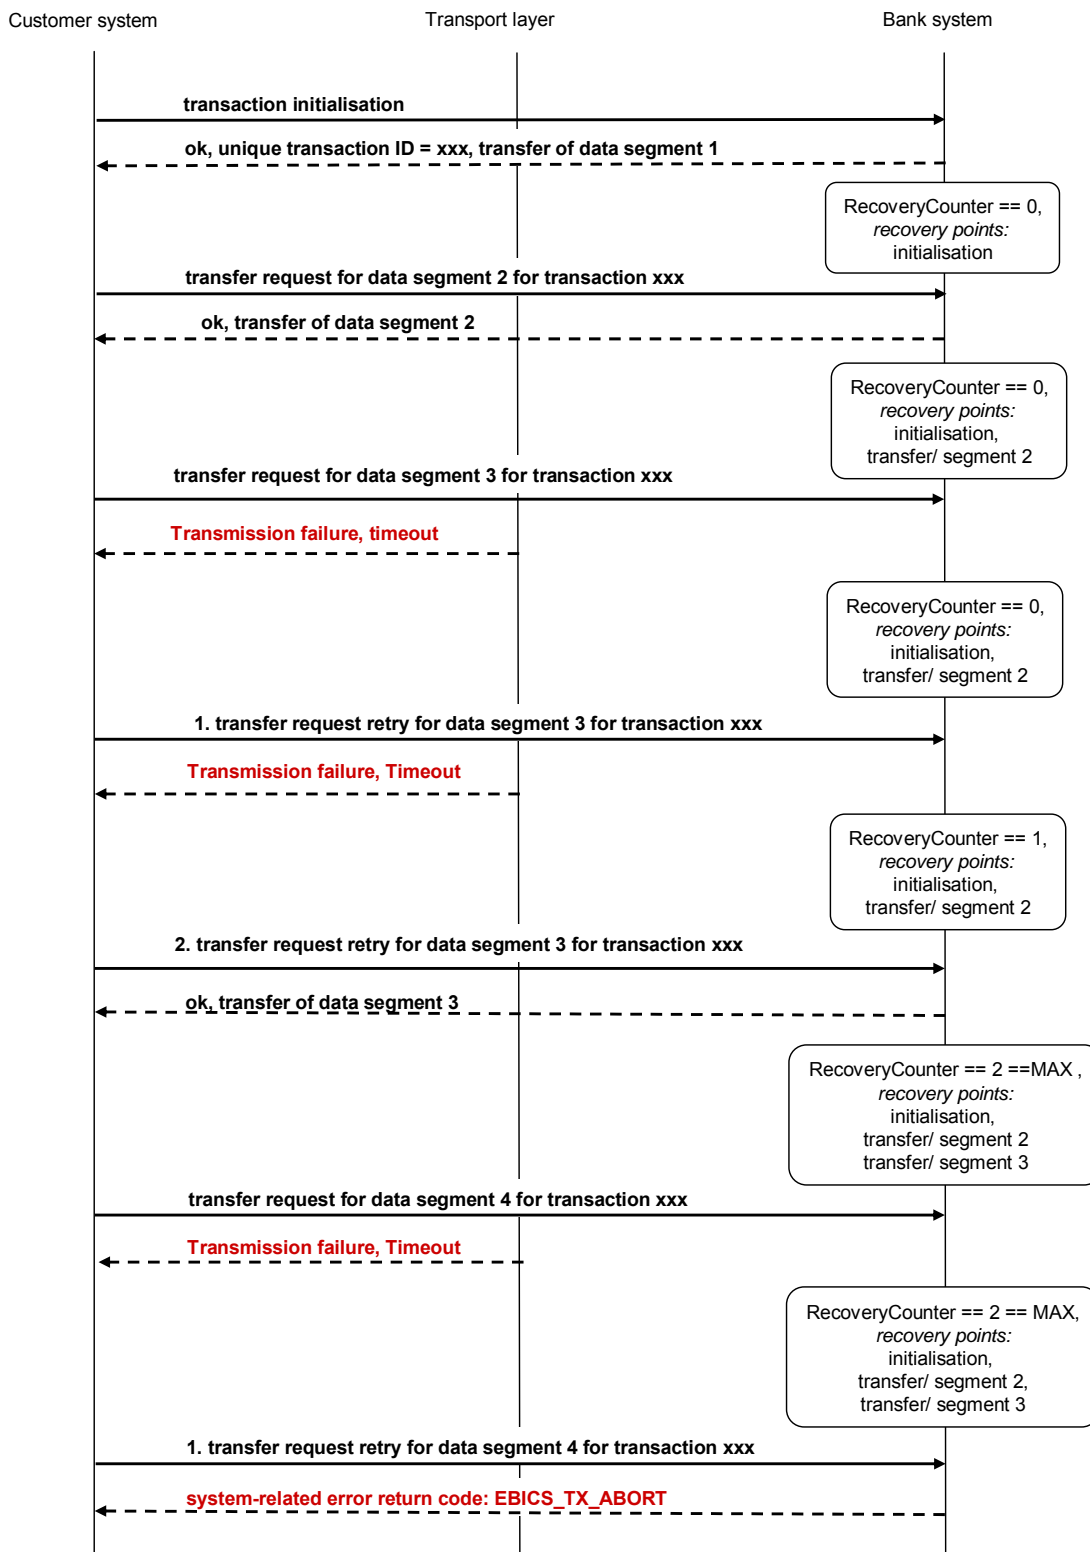 Customer system
Transport layer
Bank system
transaction initialisation
ok, unique transaction ID = xxx, transfer of data segment 1
RecoveryCounter == 0,
recovery points:
initialisation
transfer request for data segment 2 for transaction xxx
ok, transfer of data segment 2
RecoveryCounter == 0,
recovery points:
initialisation,
transfer/ segment 2
transfer request for data segment 3 for transaction xxx
Transmission failure, timeout
RecoveryCounter == 0,
recovery points:
initialisation,
transfer/ segment 2
1. transfer request retry for data segment 3 for transaction xxx
Transmission failure, Timeout
RecoveryCounter == 1,
recovery points:
initialisation,
transfer/ segment 2
2. transfer request retry for data segment 3 for transaction xxx
ok, transfer of data segment 3
RecoveryCounter == 2 ==MAX ,
recovery points:
initialisation,
transfer/ segment 2
transfer/ segment 3
transfer request for data segment 4 for transaction xxx
Transmission failure, Timeout
RecoveryCounter == 2 == MAX,
recovery points:
initialisation,
transfer/ segment 2,
transfer/ segment 3
1. transfer request retry for data segment 4 for transaction xxx
system-related error return code: EBICS_TX_ABORT